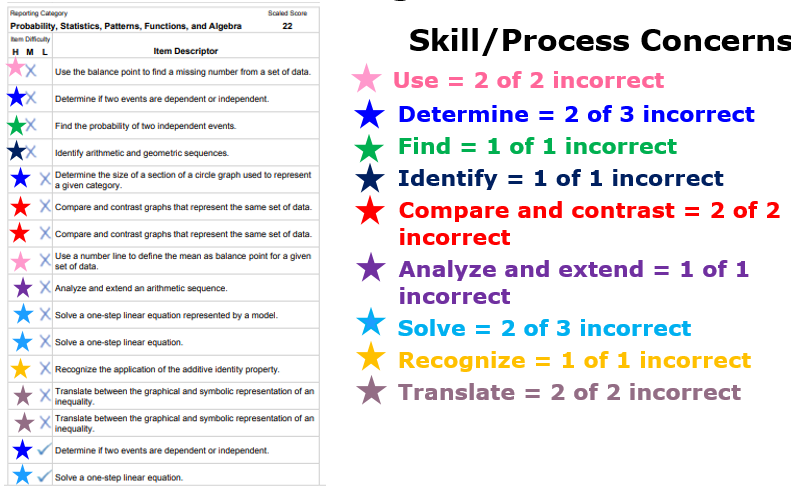 Reporting Category Scaled Score
Probability, Statistics, Patterns, Functions, and Algebra 22
Item Difficulty
H M L Item Descriptor
Use the balance point to find a missing number from a set of data.
Determine if two events are dependent or independent.
Find the probability of two independent events.
Identify arithmetic and geometric sequences.
Determine the size of a section of a circle graph used to represent
a given category.
Compare and contrast graphs that represent the same set of data.
Compare and contrast graphs that represent the same set of data.
Use a number line to define the mean as balance point for a given
set of data.
Analyze and extend an arithmetic sequence.
Solve a one-step linear equation represented by a model.
Solve a one-step linear equation.
Recognize the application of the additive identity property.
Translate between the graphical and symbolic representation of an
inequality.
Translate between the graphical and symbolic representation of an
inequality.
Determine if two events are dependent or independent.
Solve a one-step linear equation.
Skill/Process Concerns
Use = 2 of 2 incorrect
Determine = 2 of 3 incorrect
Find = 1 of 1 incorrect
Identify = 1 of 1 incorrect
Compare and contrast = 2 of 2
incorrect
Analyze and extend = 1 of 1
incorrect
Solve = 2 of 3 incorrect
Recognize = 1 of 1 incorrect
Translate = 2 of 2 incorrect